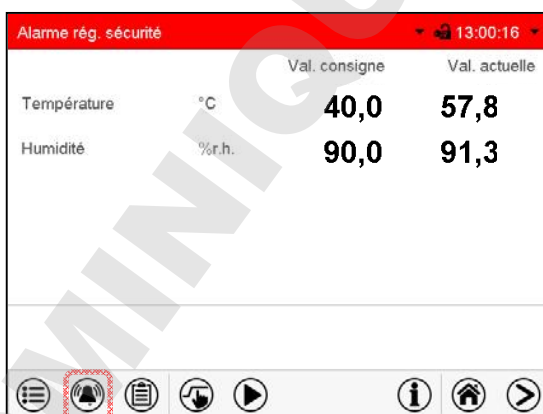 Alarme rég. sécurité 13:00:16
Val. consigne Val. actuelle
Température °C 40,0 57,8
Humidité %r.h. 90,0 91,3
MINIQ